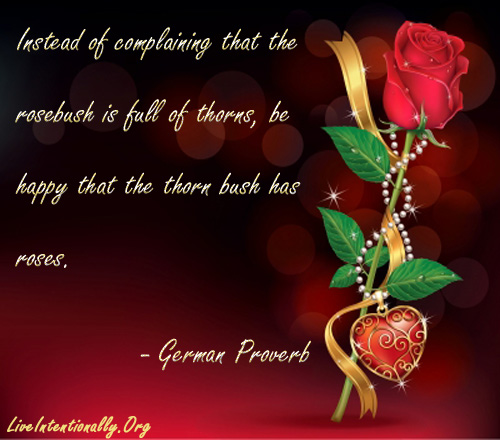 Instead of complaining that the
rosebush is full of thorns, be
happy that the thorn bush has
roses.
- German Proverb
LiveIntentionally.Org